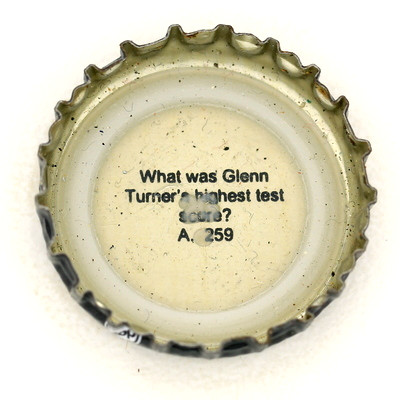 What was Glenn
Turner's highest test
score?
A. 259